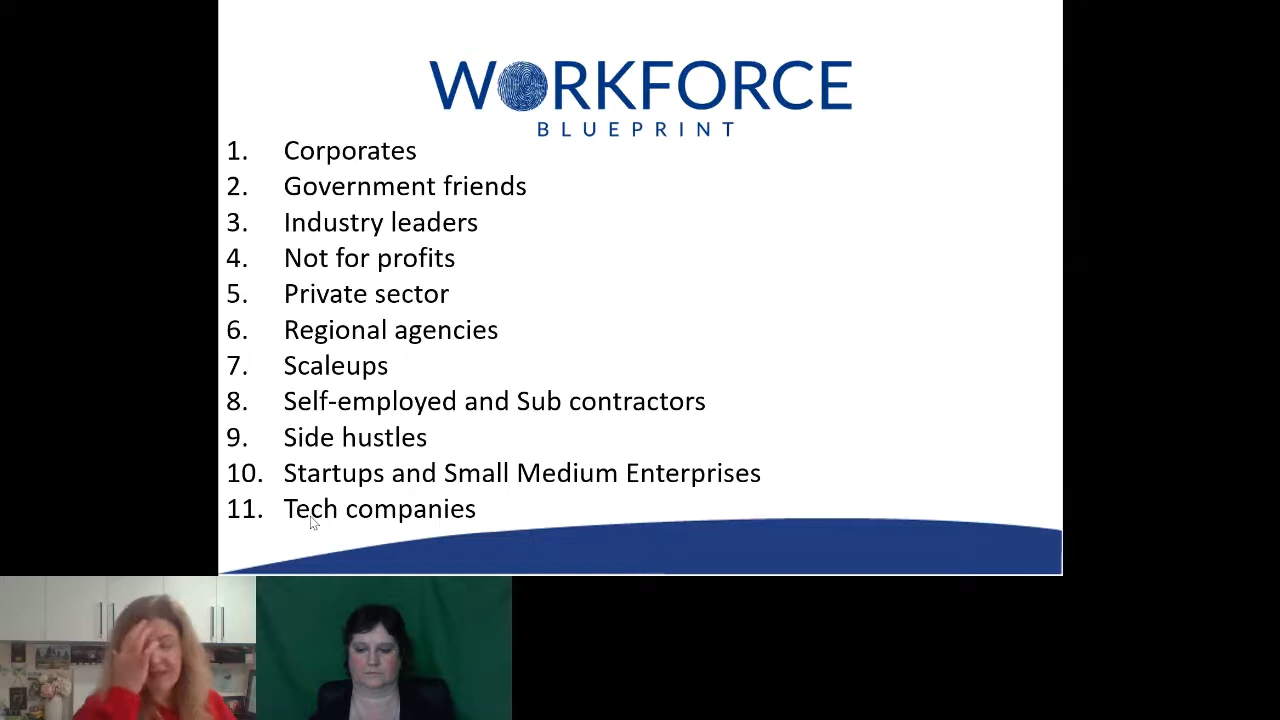 WORKFORCE
BLUEPRINT
1. Corporates
2. Government friends
3. Industry leaders
4. Not for profits
5. Private sector
6. Regional agencies
7. Scaleups
8. Self-employed and Sub contractors
9. Side hustles
10. Startups and Small Medium Enterprises
11. Tech companies